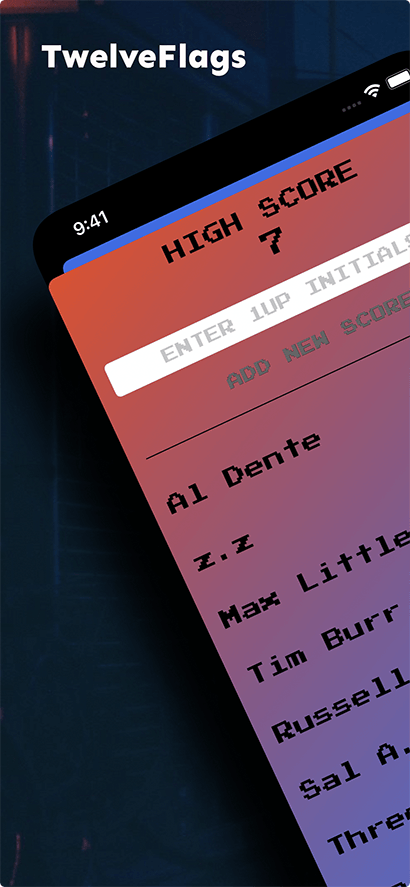 TwelveFlags
9:41
HIGH SCORE
7
ENTER 1UP INITIALS
ADD NEW SCORE
Al Dente
z.z
Max Little
Tim Burr
Russell
Sal A.